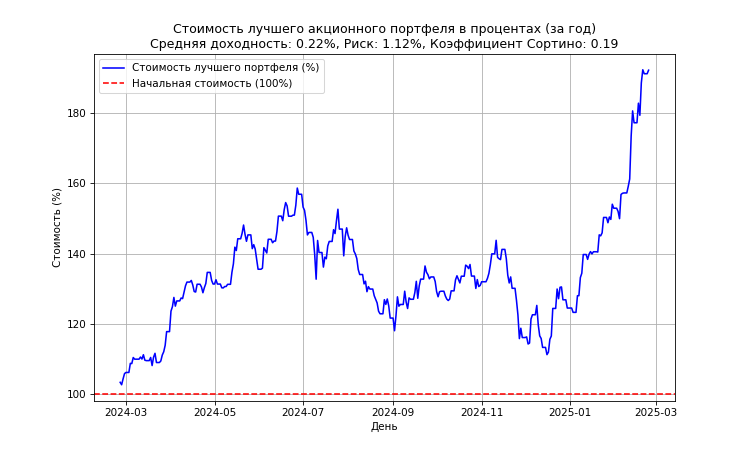 Стоимость лучшего акционного портфеля в процентах (за год)
Средняя доходность: 0.22%, Риск: 1.12%, Коэффициент Сортино: 0.19
Стоимость лучшего портфеля (%)
Начальная стоимость (100%)
Стоимость (%)
180
160
140
120
100
2024-03 2024-05 2024-07 2024-09 2024-11 2025-01 2025-03
День